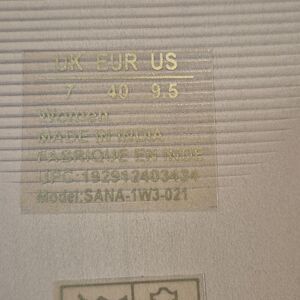 UK EUR US
7 40 9.5
Women
MADE IN INDIA
FABRIQUE EN INDE
UPC 192912403434
Model:SANA-1W3-021